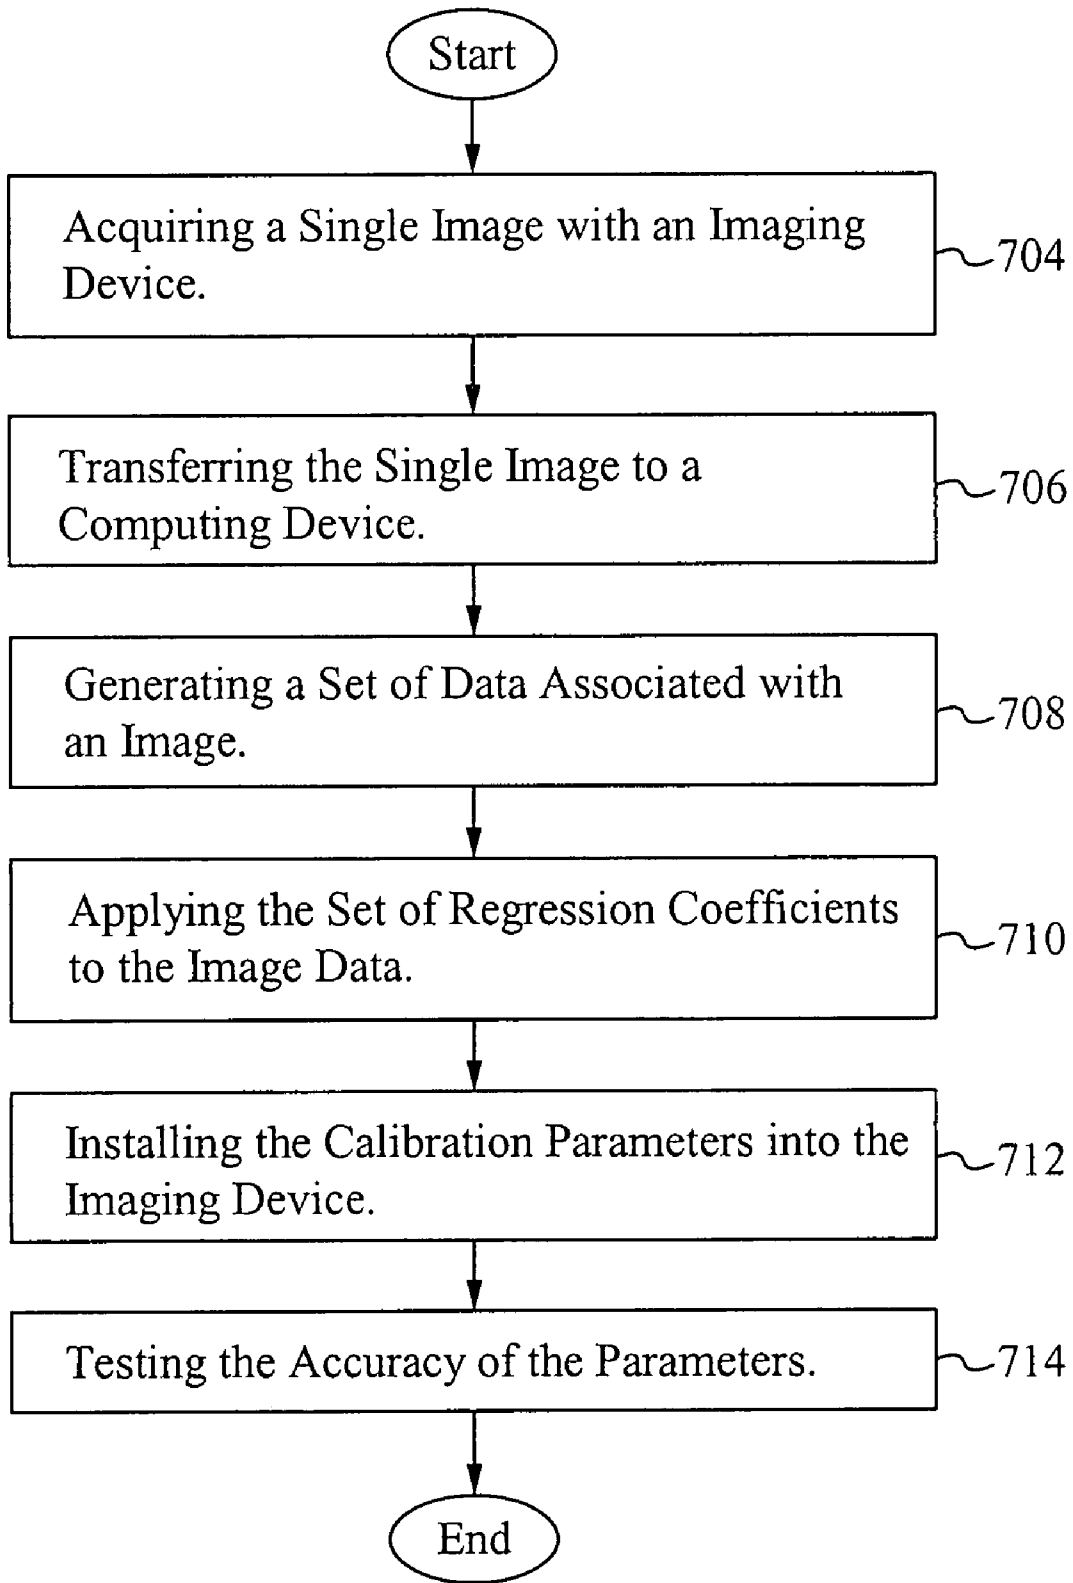 Start
Acquiring a Single Image with an Imaging
Device.
704
Transferring the Single Image to a
Computing Device.
706
Generating a Set of Data Associated with
an Image.
708
Applying the Set of Regression Coefficients
to the Image Data.
710
Installing the Calibration Parameters into the
Imaging Device.
712
Testing the Accuracy of the Parameters.
714
End